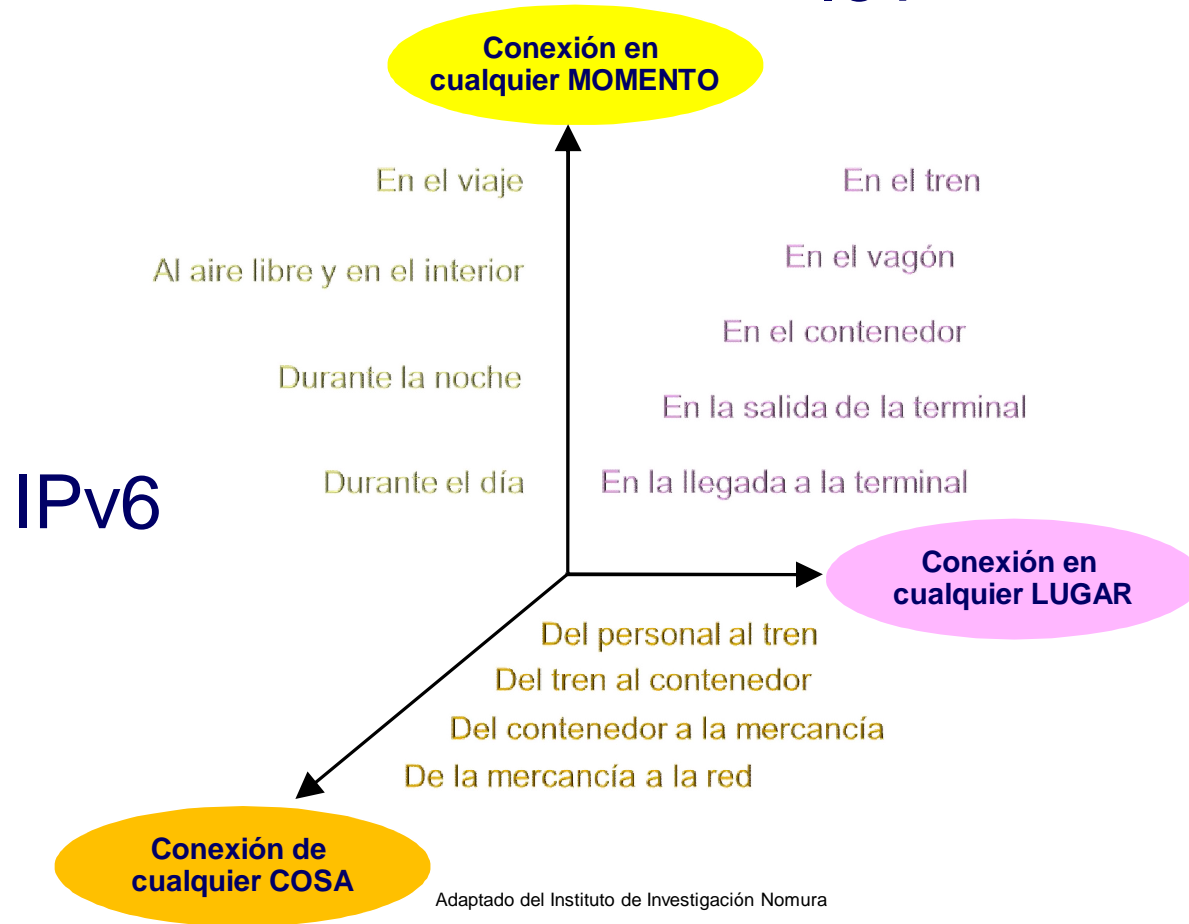 Conexión en
cualquier MOMENTO
En el viaje
En el tren
Al aire libre y en el interior
En el vagón
En el contenedor
Durante la noche
En la salida de la terminal
IPv6
Durante el día
En la llegada a la terminal
Conexión en
cualquier LUGAR
Del personal al tren
Del tren al contenedor
Del contenedor a la mercancía
De la mercancía a la red
Conexión de
cualquier COSA
Adaptado del Instituto de Investigación Nomura